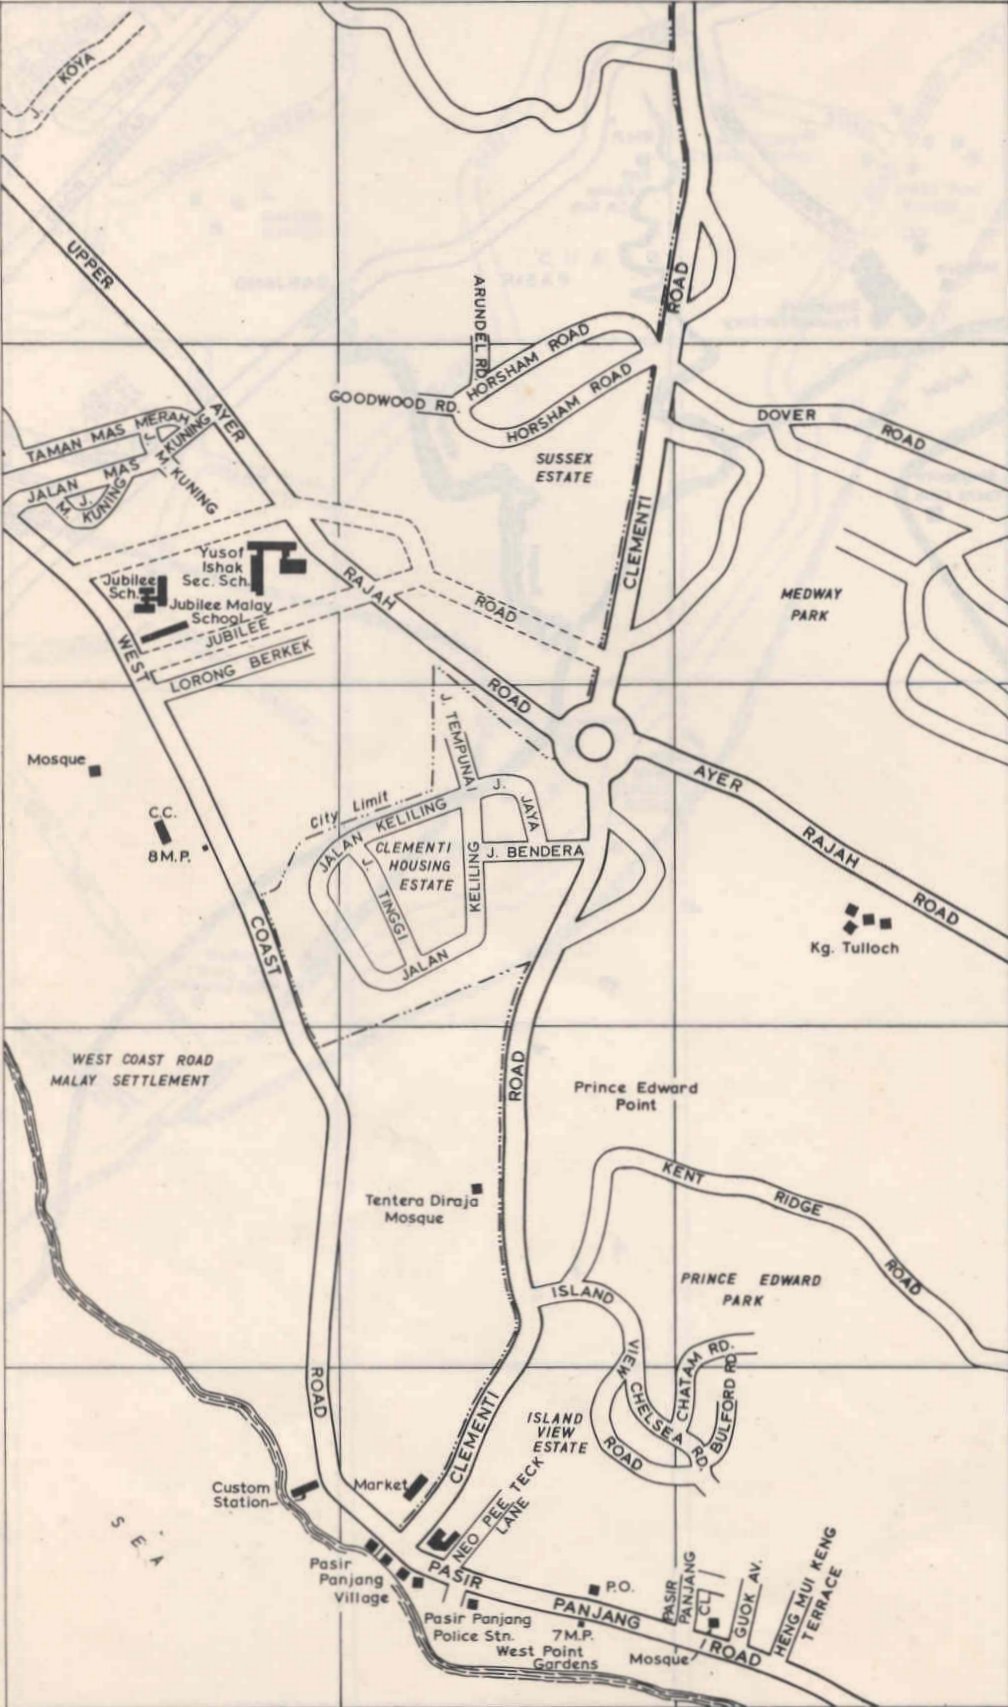 J. KOYA
UPPER
AYER
RAJAH
ROAD
ROAD
ARUNDEL RD.
HORSHAM ROAD
GOODWOOD RD.
HORSHAM ROAD
DOVER
ROAD
TAMAN MAS MERAH
J.
KUNING
M. KUNING
JALAN MAS
M. J.
KUNING
SUSSEX
ESTATE
CLEMENTI
Yusof
Ishak
Sec. Sch.
Jubilee
Sch.
Jubilee Malay
School
JUBILEE
ROAD
MEDWAY
PARK
WEST
LORONG BERKEK
ROAD
Mosque
J. TEMPUNAI
AYER
RAJAH
ROAD
City Limit
C.C.
8 M.P.
JALAN KELILING
J. JAYA
CLEMENTI
HOUSING
ESTATE
J. TINGGI
KELILING
J. BENDERA
JALAN
COAST
Kg. Tulloch
WEST COAST ROAD
MALAY SETTLEMENT
ROAD
Prince Edward
Point
Tentera Diraja
Mosque
KENT
RIDGE
ROAD
ISLAND
VIEW
ROAD
PRINCE EDWARD
PARK
CHATAM RD.
CHELSEA RD.
BULFORD RD.
ROAD
CLEMENTI
ISLAND
VIEW
ESTATE
Custom
Station
Market
NEO PEE TECK
LANE
SEA
Pasir
Panjang
Village
PASIR
PANJANG
ROAD
Pasir Panjang
Police Stn.
P.O.
7 M.P.
West Point
Gardens
PASIR
PANJANG
CL.
Mosque
GUOK AV.
HENG MUI KENG
TERRACE